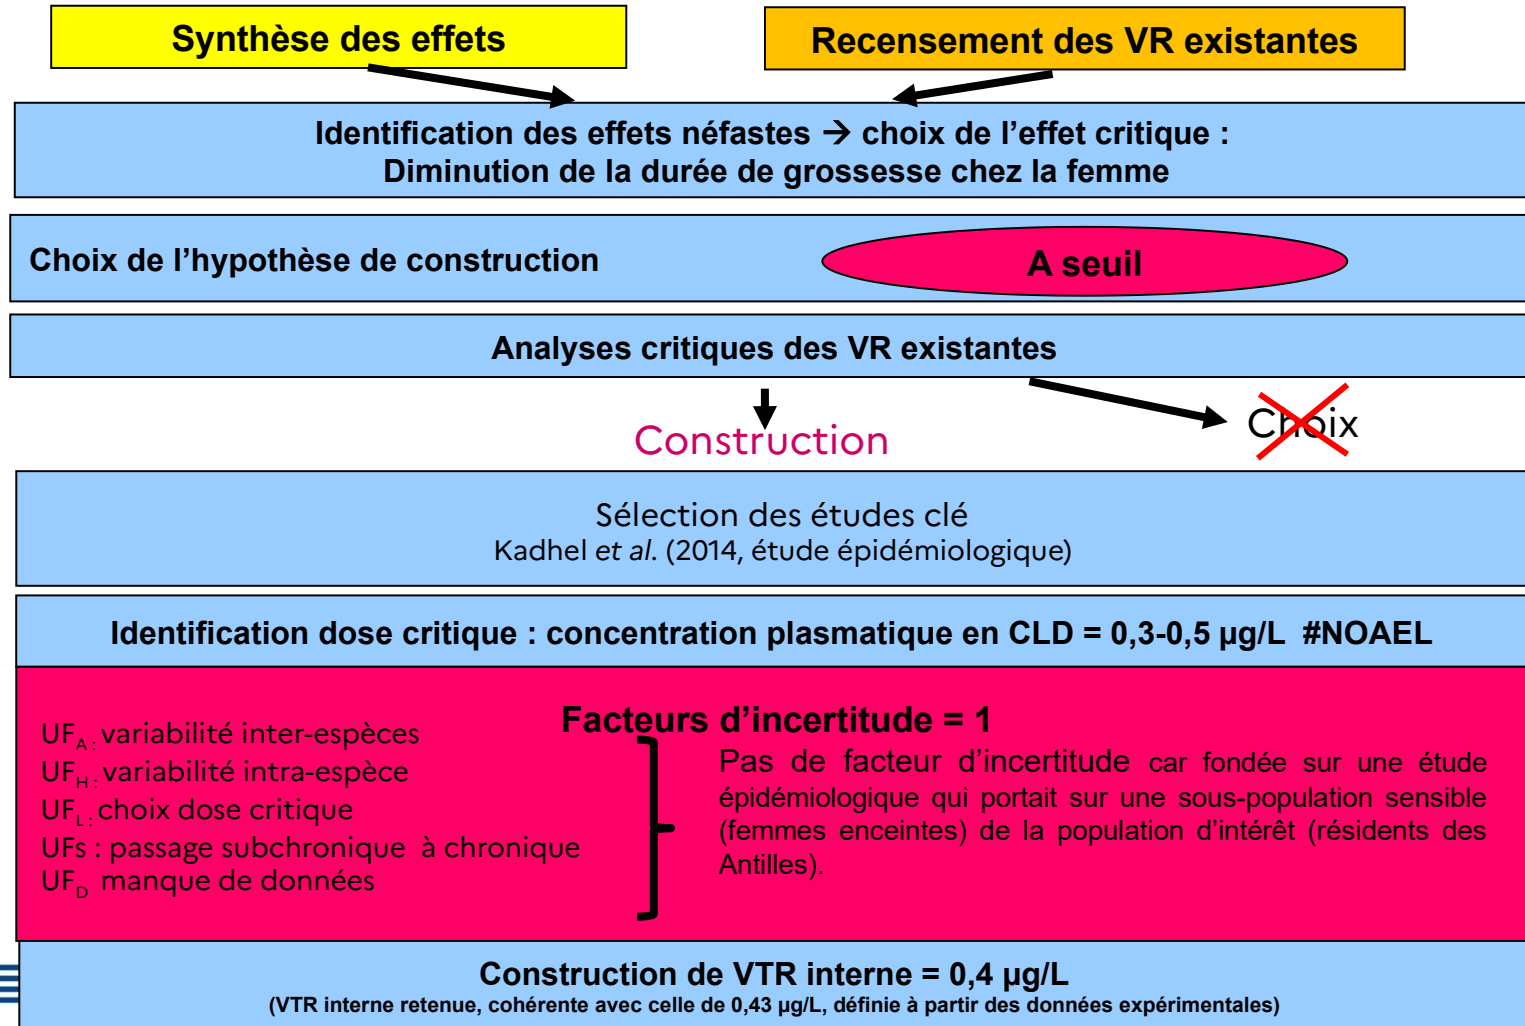 Synthèse des effets
Recensement des VR existantes
Identification des effets néfastes → choix de l'effet critique :
Diminution de la durée de grossesse chez la femme
Choix de l'hypothèse de construction
A seuil
Analyses critiques des VR existantes
Construction
Choix
Sélection des études clé
Kadhel et al. (2014, étude épidémiologique)
Identification dose critique : concentration plasmatique en CLD = 0,3-0,5 µg/L #NOAEL
Facteurs d'incertitude = 1
UFA : variabilité inter-espèces
UFH : variabilité intra-espèce
UFL : choix dose critique
UFs : passage subchronique à chronique
UFD manque de données
Pas de facteur d'incertitude car fondée sur une étude
épidémiologique qui portait sur une sous-population sensible
(femmes enceintes) de la population d'intérêt (résidents des
Antilles).
Construction de VTR interne = 0,4 µg/L
(VTR interne retenue, cohérente avec celle de 0,43 µg/L, définie à partir des données expérimentales)